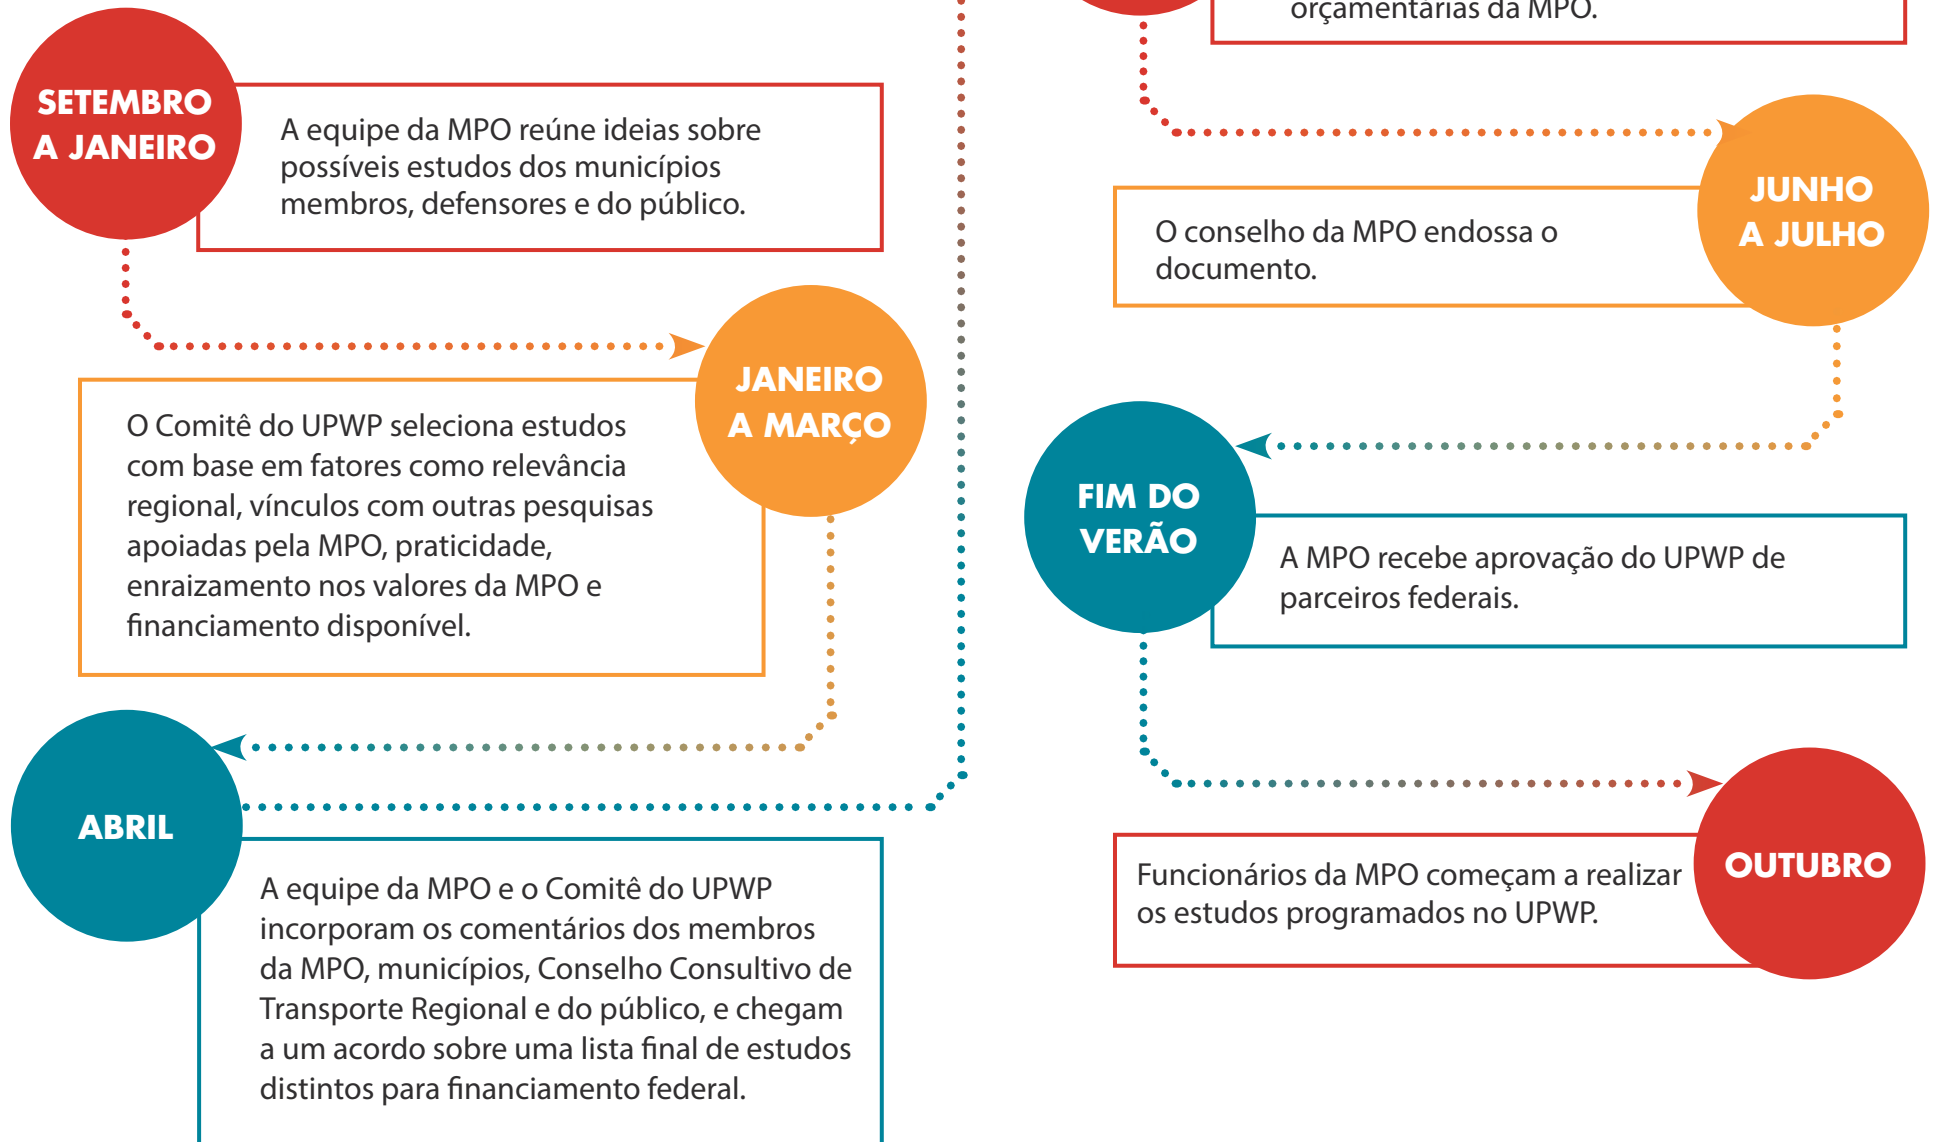 SETEMBRO
A JANEIRO
A equipe da MPO reúne ideias sobre
possíveis estudos dos municípios
membros, defensores e do público.
JANEIRO
A MARÇO
O Comitê do UPWP seleciona estudos
com base em fatores como relevância
regional, vínculos com outras pesquisas
apoiadas pela MPO, praticidade,
enraizamento nos valores da MPO e
financiamento disponível.
ABRIL
A equipe da MPO e o Comitê do UPWP
incorporam os comentários dos membros
da MPO, municípios, Conselho Consultivo de
Transporte Regional e do público, e chegam
a um acordo sobre uma lista final de estudos
distintos para financiamento federal.
orçamentárias da MPO.
JUNHO
A JULHO
O conselho da MPO endossa o
documento.
FIM DO
VERÃO
A MPO recebe aprovação do UPWP de
parceiros federais.
OUTUBRO
Funcionários da MPO começam a realizar
os estudos programados no UPWP.